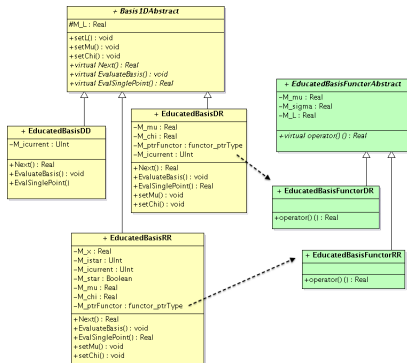 + Basis1DAbstract
#M_L : Real
+setL() : void
+setMu() : void
+setChi() : void
+virtual Next() : Real
+virtual EvaluateBasis() : void
+virtual EvalSinglePoint() : Real
+ EducatedBasisDD
-M_icurrent : UInt
+Next() : Real
+EvaluateBasis() : void
+EvalSinglePoint()
+ EducatedBasisDR
-M_mu : Real
-M_chi : Real
-M_ptrFunctor : functor_ptrType
-M_icurrent : UInt
+Next() : Real
+EvaluateBasis() : void
+EvalSinglePoint() : Real
+setMu() : void
+setChi() : void
+ EducatedBasisFunctorAbstract
-M_mu : Real
-M_sigma : Real
-M_L : Real
+virtual operator() () : Real
+ EducatedBasisFunctorDR
+operator() () : Real
+ EducatedBasisFunctorRR
+operator() () : Real
+ EducatedBasisRR
-M_x : Real
-M_istar : UInt
-M_icurrent : UInt
-M_star : Boolean
-M_mu : Real
-M_chi : Real
-M_ptrFunctor : functor_ptrType
+Next() : Real
+EvaluateBasis() : void
+EvalSinglePoint() : Real
+setMu() : void
+setChi() : void